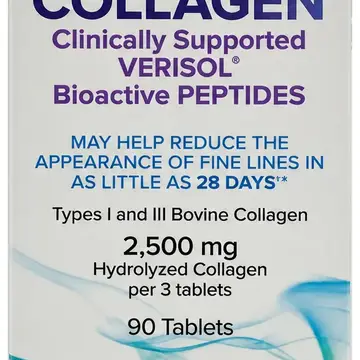 COLLAGEN
Clinically Supported
VERISOL®
Bioactive PEPTIDES
MAY HELP REDUCE THE
APPEARANCE OF FINE LINES IN
AS LITTLE AS 28 DAYS†*
Types I and III Bovine Collagen
2,500 mg
Hydrolyzed Collagen
per 3 tablets
90 Tablets